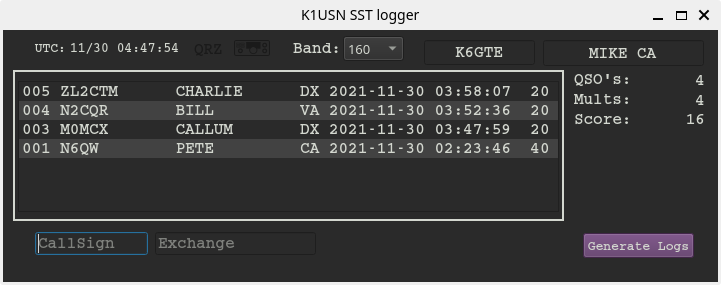 K1USN SST logger
UTC: 11/30 04:47:54 QRZ Band: 160 K6GTE MIKE CA
005 ZL2CTM CHARLIE DX 2021-11-30 03:58:07 20
004 N2CQR BILL VA 2021-11-30 03:52:36 20
003 M0MCX CALLUM DX 2021-11-30 03:47:59 20
001 N6QW PETE CA 2021-11-30 02:23:46 40
QSO's: 4
Mults: 4
Score: 16
CallSign Exchange Generate Logs